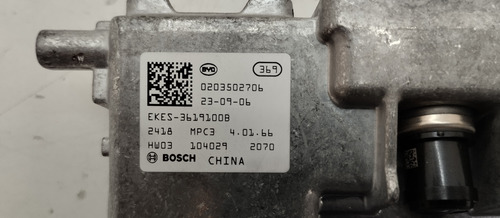 BYD 369
0203502706
23-09-06
EKES-3619100B
2418 MPC3 4.01.66
HW03 104029 2070
BOSCH CHINA